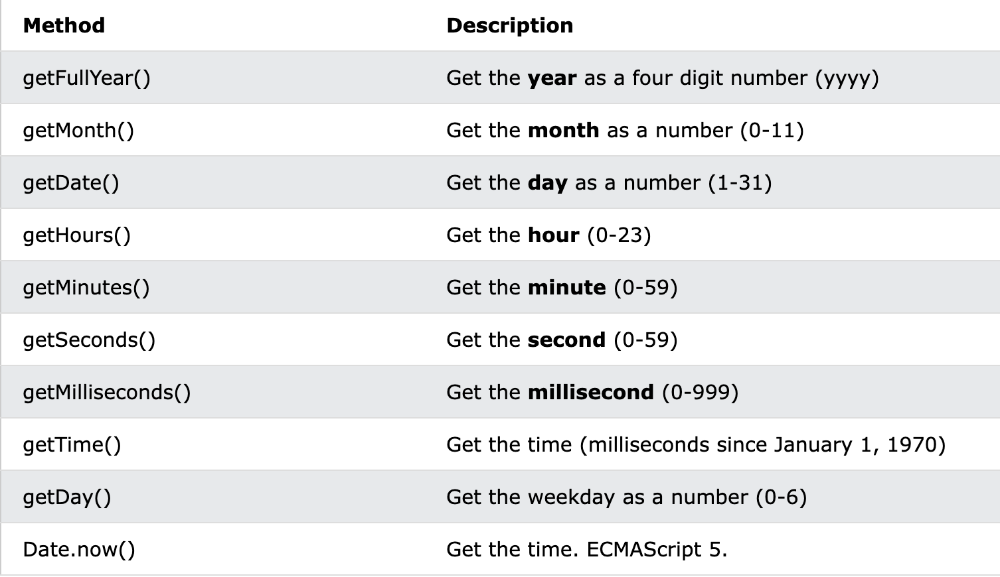 Method Description
getFullYear() Get the year as a four digit number (yyyy)
getMonth() Get the month as a number (0-11)
getDate() Get the day as a number (1-31)
getHours() Get the hour (0-23)
getMinutes() Get the minute (0-59)
getSeconds() Get the second (0-59)
getMilliseconds() Get the millisecond (0-999)
getTime() Get the time (milliseconds since January 1, 1970)
getDay() Get the weekday as a number (0-6)
Date.now() Get the time. ECMAScript 5.